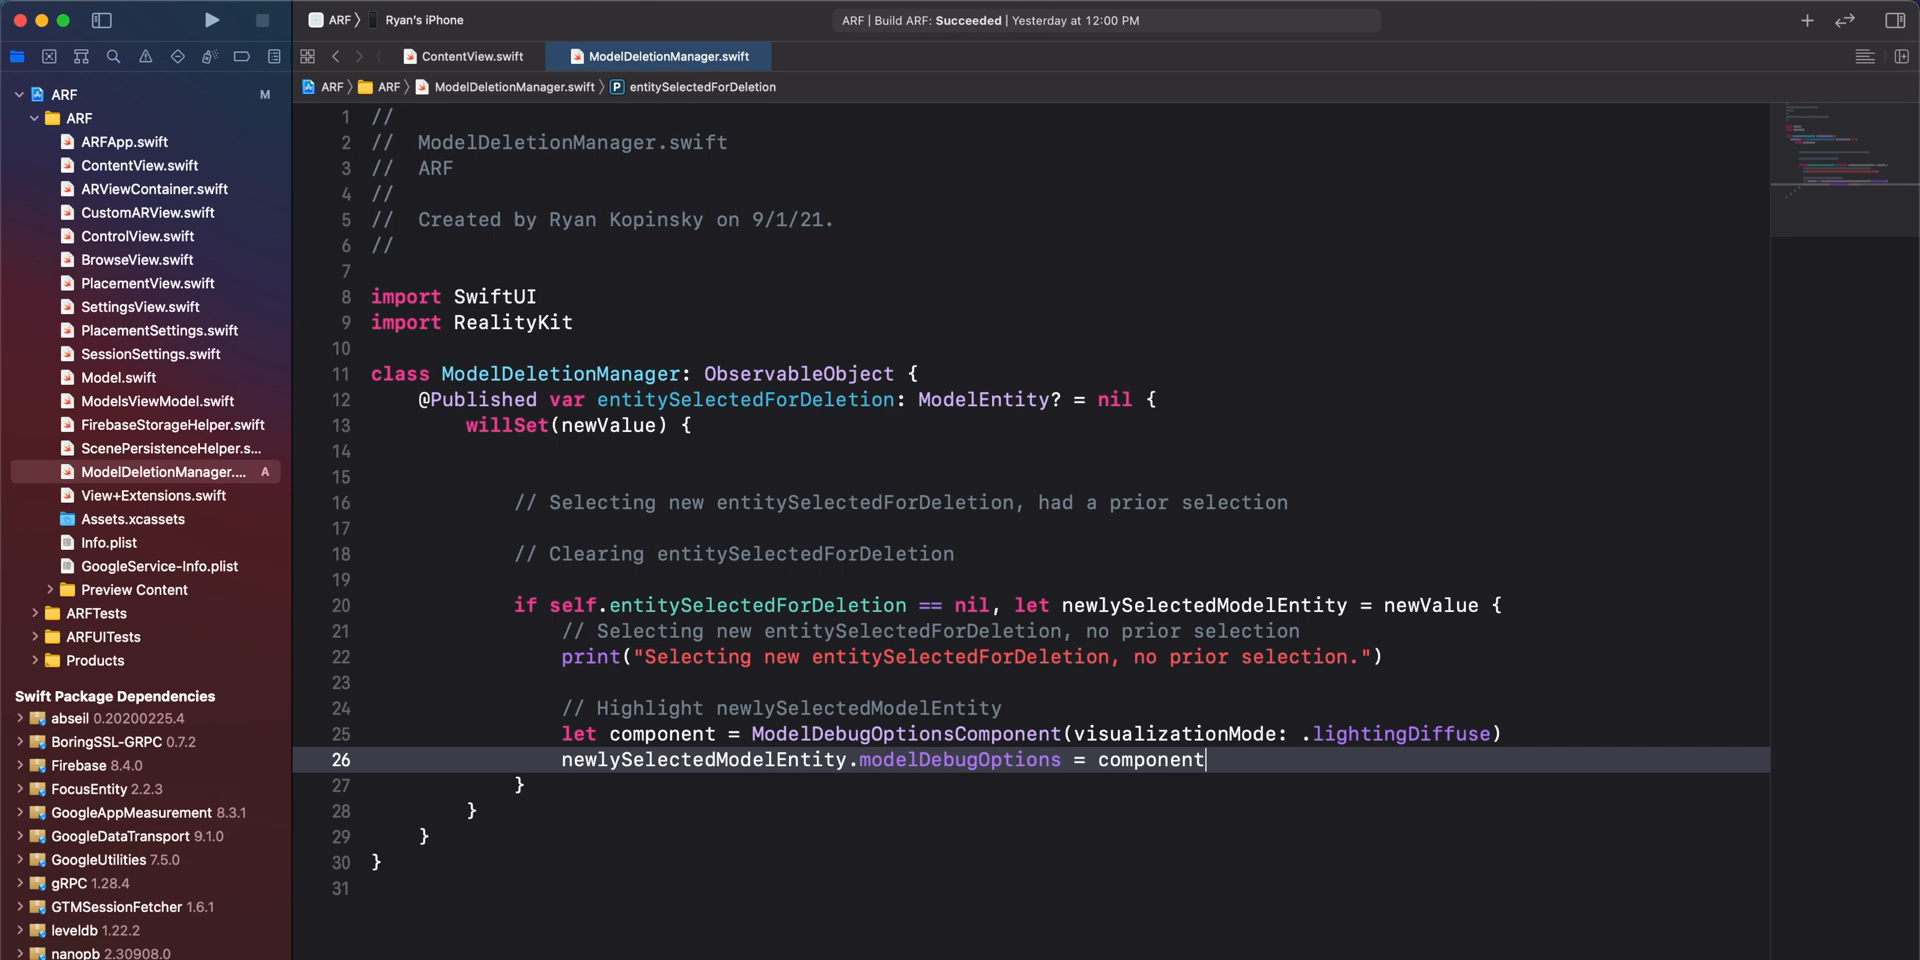 ARF 〉 Ryan's iPhone
ARF | Build ARF: Succeeded | Yesterday at 12:00 PM
ContentView.swift
ModelDeletionManager.swift
ARF 〉 ARF 〉 ModelDeletionManager.swift 〉 P entitySelectedForDeletion
ARF M
ARF
ARFApp.swift
ContentView.swift
ARViewContainer.swift
CustomARView.swift
ControlView.swift
BrowseView.swift
PlacementView.swift
SettingsView.swift
PlacementSettings.swift
SessionSettings.swift
Model.swift
ModelsViewModel.swift
FirebaseStorageHelper.swift
ScenePersistenceHelper.s...
ModelDeletionManager.... A
View+Extensions.swift
Assets.xcassets
Info.plist
GoogleService-Info.plist
Preview Content
ARFTests
ARFUITests
Products
Swift Package Dependencies
abseil 0.20200225.4
BoringSSL-GRPC 0.7.2
Firebase 8.4.0
FocusEntity 2.2.3
GoogleAppMeasurement 8.3.1
GoogleDataTransport 9.1.0
GoogleUtilities 7.5.0
gRPC 1.28.4
GTMSessionFetcher 1.6.1
leveldb 1.22.2
nanopb 2.30908.0
1 //
2 //  ModelDeletionManager.swift
3 //  ARF
4 //
5 //  Created by Ryan Kopinsky on 9/1/21.
6 //
7
8 import SwiftUI
9 import RealityKit
10
11 class ModelDeletionManager: ObservableObject {
12     @Published var entitySelectedForDeletion: ModelEntity? = nil {
13         willSet(newValue) {
14
15
16             // Selecting new entitySelectedForDeletion, had a prior selection
17
18             // Clearing entitySelectedForDeletion
19
20             if self.entitySelectedForDeletion == nil, let newlySelectedModelEntity = newValue {
21                 // Selecting new entitySelectedForDeletion, no prior selection
22                 print("Selecting new entitySelectedForDeletion, no prior selection.")
23
24                 // Highlight newlySelectedModelEntity
25                 let component = ModelDebugOptionsComponent(visualizationMode: .lightingDiffuse)
26                 newlySelectedModelEntity.modelDebugOptions = component
27             }
28         }
29     }
30 }
31